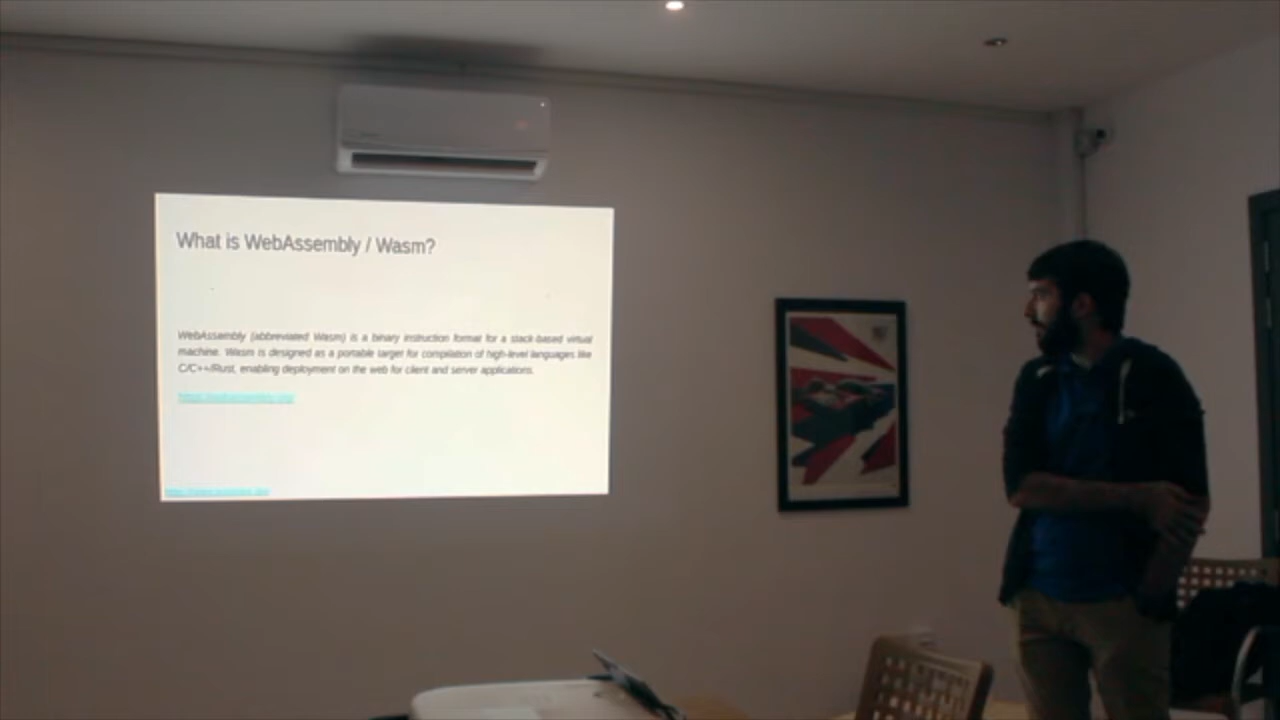 What is WebAssembly / Wasm?
WebAssembly (abbreviated Wasm) is a binary instruction format for a stack-based virtual
machine. Wasm is designed as a portable target for compilation of high-level languages like
C/C++/Rust, enabling deployment on the web for client and server applications.